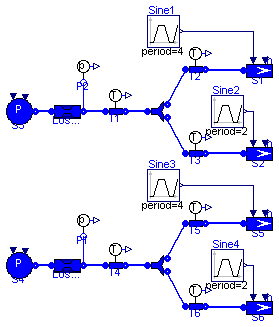 Sine1
T
P
T2
period=4
S1
P2
T
Sine2
P
S3
Los...
T1
T
T3
period=2
S2
Sine3
T
P
T5
period=4
S5
P1
T
Sine4
P
S4
Los...
T4
T
T6
period=2
S6